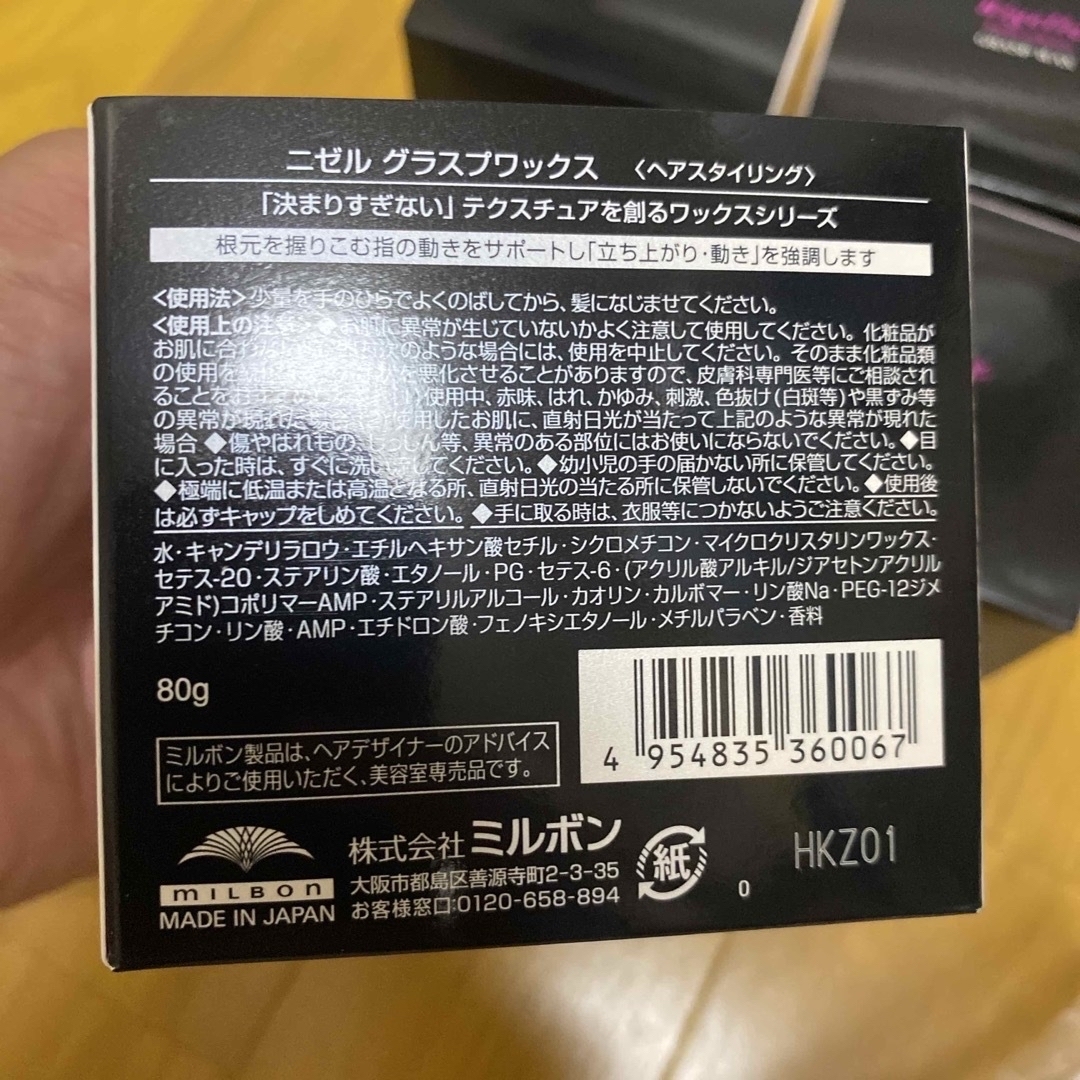 ニゼル グラスプワックス 〈ヘアスタイリング〉
「決まりすぎない」テクスチュアを創るワックスシリーズ
根元を握りこむ指の動きをサポートし「立ち上がり・動き」を強調します
<使用法>少量を手のひらでよくのばしてから、髪になじませてください。
<使用上の注意>◆お肌に異常が生じていないかよく注意して使用してください。化粧品が
お肌に合わな 次のような場合には、使用を中止してください。そのまま化粧品類
の使用を 状を悪化させることがありますので、皮膚科専門医等にご相談され
ることをお 使用中、赤味、はれ、かゆみ、刺激、色抜け(白斑等)や黒ずみ等
の異常が現れた場合 使用したお肌に、直射日光が当たって上記のような異常が現れた
場合 ◆傷やはれもの、しっしん等、異常のある部位にはお使いにならないでください。◆目
に入った時は、すぐに洗い流してください。◆幼小児の手の届かない所に保管してください。
◆極端に低温または高温となる所、直射日光の当たる所に保管しないでください。◆使用後
は必ずキャップをしめてください。◆手に取る時は、衣服等につかないようご注意ください。
水・キャンデリラロウ・エチルヘキサン酸セチル・シクロメチコン・マイクロクリスタリンワックス・
セテス-20・ステアリン酸・エタノール・PG・セテス-6・(アクリル酸アルキル/ジアセトンアクリル
アミド)コポリマーAMP・ステアリルアルコール・カオリン・カルボマー・リン酸Na・PEG-12ジメ
チコン・リン酸・AMP・エチドロン酸・フェノキシエタノール・メチルパラベン・香料
80g
ミルボン製品は、ヘアデザイナーのアドバイス
によりご使用いただく、美容室専売品です。
4 954835 360067
MILBON
MADE IN JAPAN
株式会社 ミルボン
大阪市都島区善源寺町2-3-35
お客様窓口:0120-658-894
紙
0
HKZ01